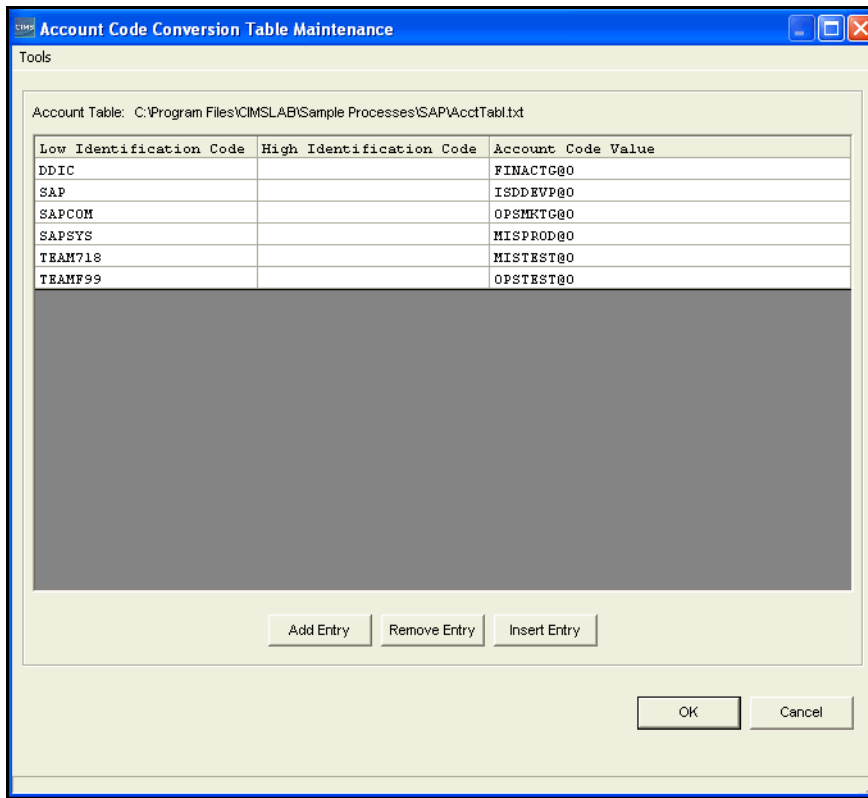 CIMS Account Code Conversion Table Maintenance
Tools
Account Table: C:\Program Files\CIMSLAB\Sample Processes\SAP\AcctTabl.txt
Low Identification Code High Identification Code Account Code Value
DDIC FINACTG@0
SAP ISDDEVP@0
SAPCOM OPSMKTG@0
SAPSYS MISPROD@0
TEAM718 MISTEST@0
TEAMF99 OPSTEST@0
Add Entry Remove Entry Insert Entry
OK Cancel